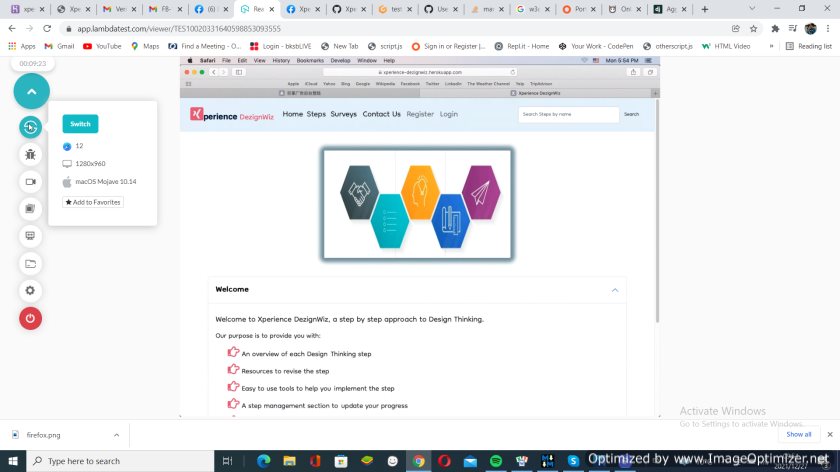 xpe
Xpe
Veri
FB-
(6)
Rea
Xpe
Xpe
test
Use
mas
w3c
Por
Onl
Age
app.lambdatest.com/viewer/TES10020331640598853093555
Apps
Gmail
YouTube
Maps
Find a Meeting - O...
Login - bksbLIVE
New Tab
script.js
Sign in or Register |...
Repl.it - Home
Your Work - CodePen
otherscript.js
HTML Video
»
Reading list
00:09:23
Switch
12
1280x960
macOS Mojave 10.14
Add to Favorites
Safari File Edit View History Bookmarks Develop Window Help
Mon 5:54 PM
xperience-dezignwiz.herokuapp.com
Apple iCloud Yahoo Bing Google Wikipedia Facebook Twitter LinkedIn The Weather Channel Yelp TripAdvisor
Xperience DezignWiz
Xperience DezignWiz
Home Steps Surveys Contact Us Register Login
Search Steps by name
Search
Welcome
Welcome to Xperience DezignWiz, a step by step approach to Design Thinking.
Our purpose is to provide you with:
An overview of each Design Thinking step
Resources to revise the step
Easy to use tools to help you implement the step
A step management section to update your progress
Activate Windows
Go to Settings to activate Windows.
firefox.png
Show all
Type here to search
Optimized by www.ImageOptimizer.net